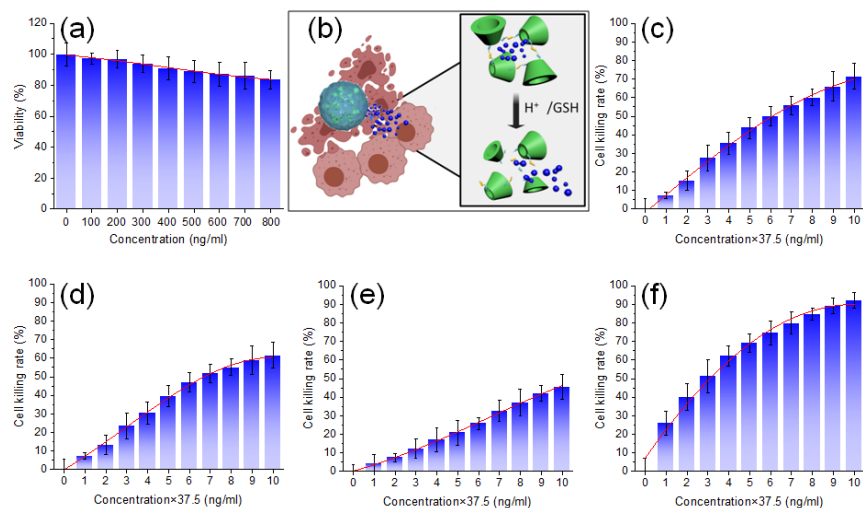 (a)
120
100
80
60
40
20
0
Viability (%)
0 100 200 300 400 500 600 700 800
Concentration (ng/ml)
(b)
H⁺ /GSH
(c)
100
90
80
70
60
50
40
30
20
10
0
Cell killing rate (%)
0 1 2 3 4 5 6 7 8 9 10
Concentration×37.5 (ng/ml)
(d)
100
90
80
70
60
50
40
30
20
10
0
Cell killing rate (%)
0 1 2 3 4 5 6 7 8 9 10
Concentration×37.5 (ng/ml)
(e)
100
90
80
70
60
50
40
30
20
10
0
Cell killing rate (%)
0 1 2 3 4 5 6 7 8 9 10
Concentration×37.5 (ng/ml)
(f)
100
90
80
70
60
50
40
30
20
10
0
Cell killing rate (%)
0 1 2 3 4 5 6 7 8 9 10
Concentration×37.5 (ng/ml)